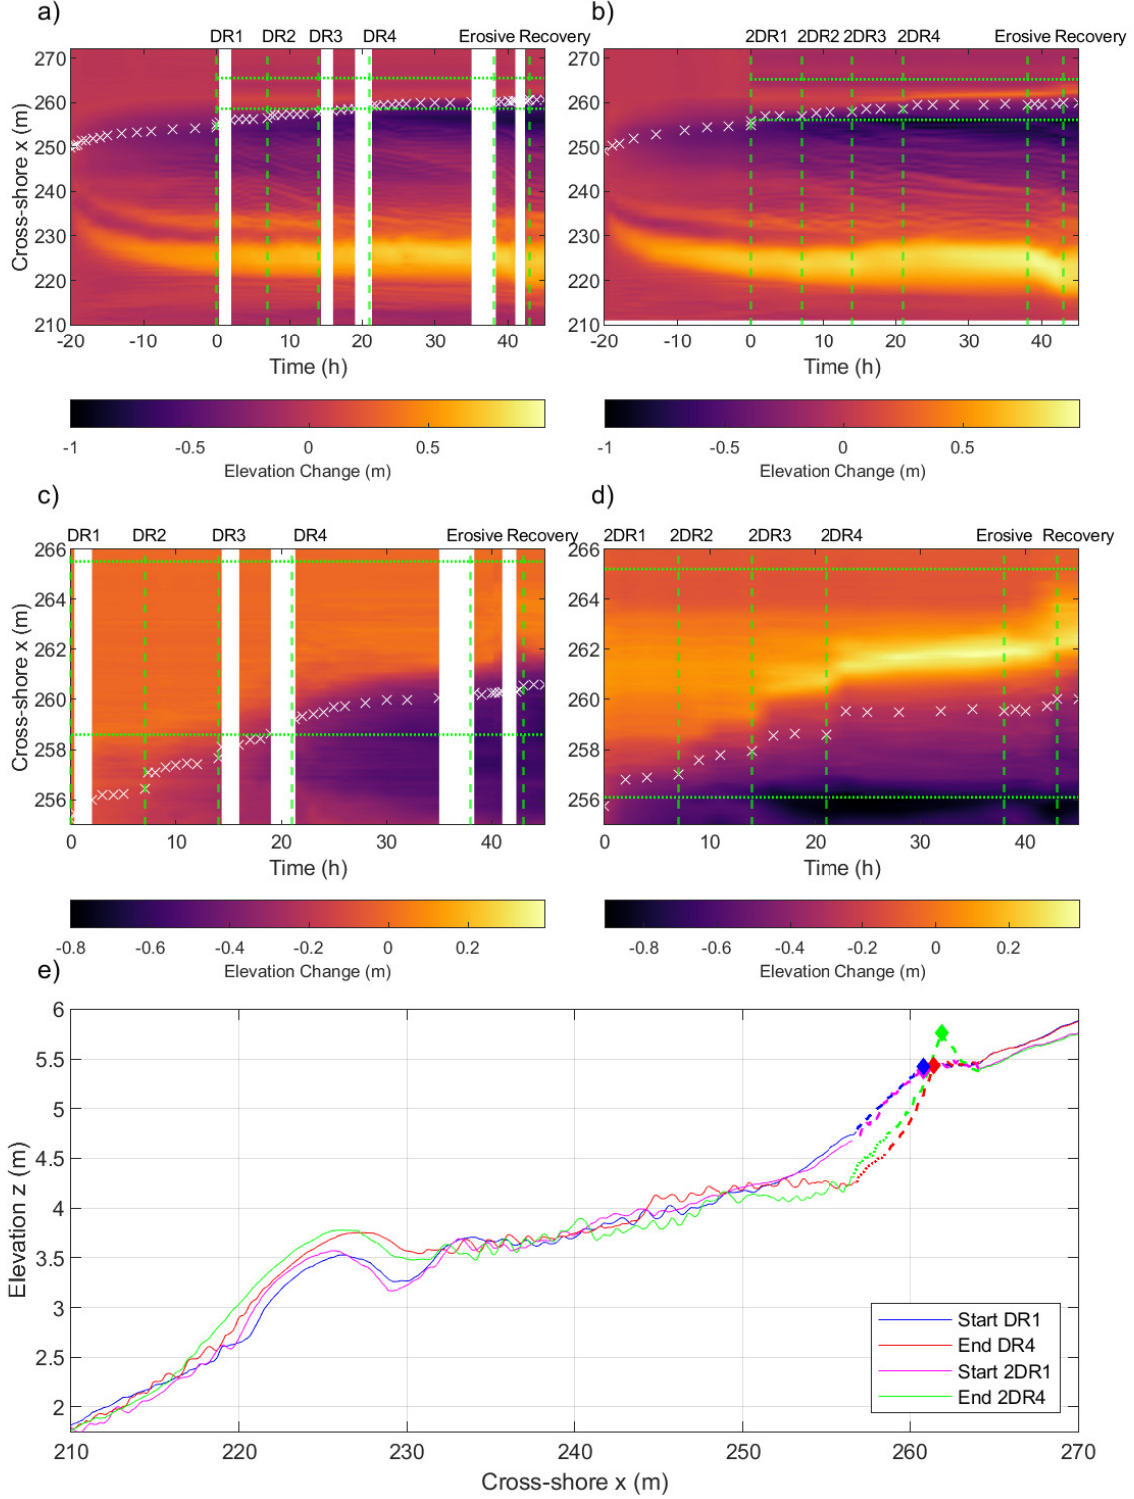 a)
DR1 DR2 DR3 DR4 Erosive Recovery
270
260
250
240
230
220
210
Cross-shore x (m)
-20 -10 0 10 20 30 40
Time (h)
-1 -0.5 0 0.5
Elevation Change (m)
b)
2DR1 2DR2 2DR3 2DR4 Erosive Recovery
270
260
250
240
230
220
210
-20 -10 0 10 20 30 40
Time (h)
-1 -0.5 0 0.5
Elevation Change (m)
c)
DR1 DR2 DR3 DR4 Erosive Recovery
266
264
262
260
258
256
Cross-shore x (m)
0 10 20 30 40
Time (h)
-0.8 -0.6 -0.4 -0.2 0 0.2
Elevation Change (m)
d)
2DR1 2DR2 2DR3 2DR4 Erosive Recovery
266
264
262
260
258
256
0 10 20 30 40
Time (h)
-0.8 -0.6 -0.4 -0.2 0 0.2
Elevation Change (m)
e)
6
5.5
5
4.5
4
3.5
3
2.5
2
Elevation z (m)
Start DR1
End DR4
Start 2DR1
End 2DR4
210 220 230 240 250 260 270
Cross-shore x (m)